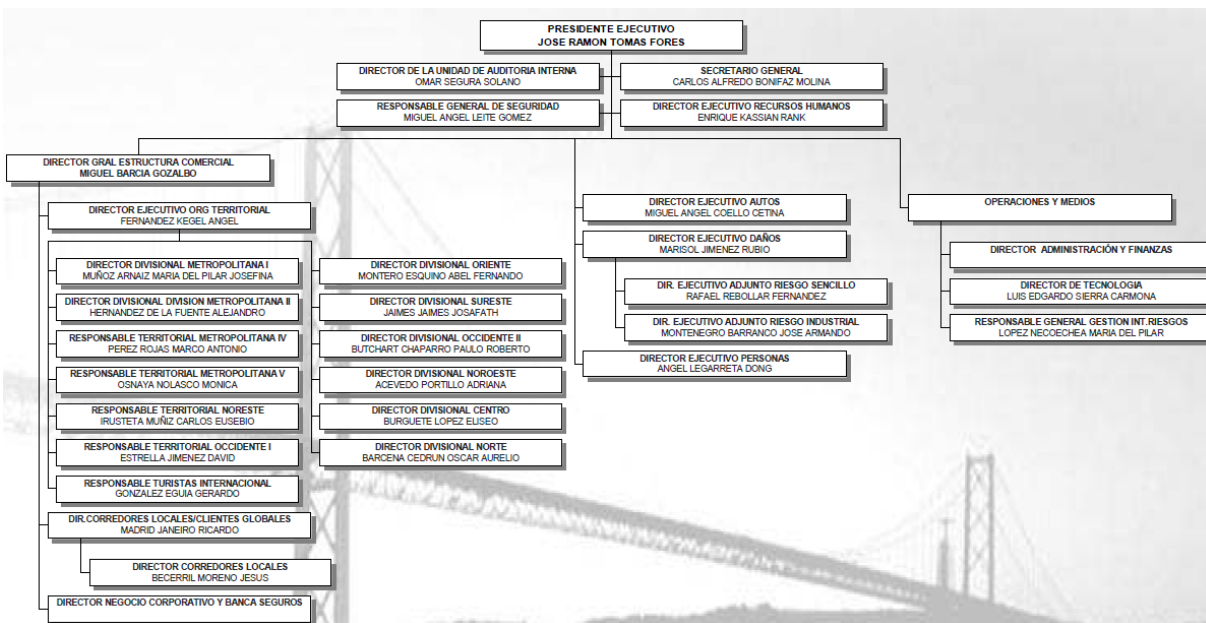 PRESIDENTE EJECUTIVO
JOSE RAMON TOMAS FORES
DIRECTOR DE LA UNIDAD DE AUDITORIA INTERNA
OMAR SEGURA SOLANO
SECRETARIO GENERAL
CARLOS ALFREDO BONIFAZ MOLINA
RESPONSABLE GENERAL DE SEGURIDAD
MIGUEL ANGEL LEITE GOMEZ
DIRECTOR EJECUTIVO RECURSOS HUMANOS
ENRIQUE KASSIAN RANK
DIRECTOR GRAL ESTRUCTURA COMERCIAL
MIGUEL BARCIA GOZALBO
DIRECTOR EJECUTIVO ORG TERRITORIAL
FERNANDEZ KEGEL ANGEL
DIRECTOR DIVISIONAL METROPOLITANA I
MUÑOZ ARNAIZ MARIA DEL PILAR JOSEFINA
DIRECTOR DIVISIONAL DIVISION METROPOLITANA II
HERNANDEZ DE LA FUENTE ALEJANDRO
RESPONSABLE TERRITORIAL METROPOLITANA IV
PEREZ ROJAS MARCO ANTONIO
RESPONSABLE TERRITORIAL METROPOLITANA V
OSNAYA NOLASCO MONICA
RESPONSABLE TERRITORIAL NORESTE
IRUSTETA MUÑIZ CARLOS EUSEBIO
RESPONSABLE TERRITORIAL OCCIDENTE I
ESTRELLA JIMENEZ DAVID
RESPONSABLE TURISTAS INTERNACIONAL
GONZALEZ EGUIA GERARDO
DIRECTOR DIVISIONAL ORIENTE
MONTERO ESQUINO ABEL FERNANDO
DIRECTOR DIVISIONAL SURESTE
JAIMES JAIMES JOSAFATH
DIRECTOR DIVISIONAL OCCIDENTE II
BUTCHART CHAPARRO PAULO ROBERTO
DIRECTOR DIVISIONAL NOROESTE
ACEVEDO PORTILLO ADRIANA
DIRECTOR DIVISIONAL CENTRO
BURGUETE LOPEZ ELISEO
DIRECTOR DIVISIONAL NORTE
BARCENA CEDRUN OSCAR AURELIO
DIR.CORREDORES LOCALES/CLIENTES GLOBALES
MADRID JANEIRO RICARDO
DIRECTOR CORREDORES LOCALES
BECERRIL MORENO JESUS
DIRECTOR NEGOCIO CORPORATIVO Y BANCA SEGUROS
DIRECTOR EJECUTIVO AUTOS
MIGUEL ANGEL COELLO CETINA
DIRECTOR EJECUTIVO DAÑOS
MARISOL JIMENEZ RUBIO
DIR. EJECUTIVO ADJUNTO RIESGO SENCILLO
RAFAEL REBOLLAR FERNANDEZ
DIR. EJECUTIVO ADJUNTO RIESGO INDUSTRIAL
MONTENEGRO BARRANCO JOSE ARMANDO
DIRECTOR EJECUTIVO PERSONAS
ANGEL LEGARRETA DONG
OPERACIONES Y MEDIOS
DIRECTOR ADMINISTRACIÓN Y FINANZAS
DIRECTOR DE TECNOLOGIA
LUIS EDGARDO SIERRA CARMONA
RESPONSABLE GENERAL GESTION INT.RIESGOS
LOPEZ NECOECHEA MARIA DEL PILAR